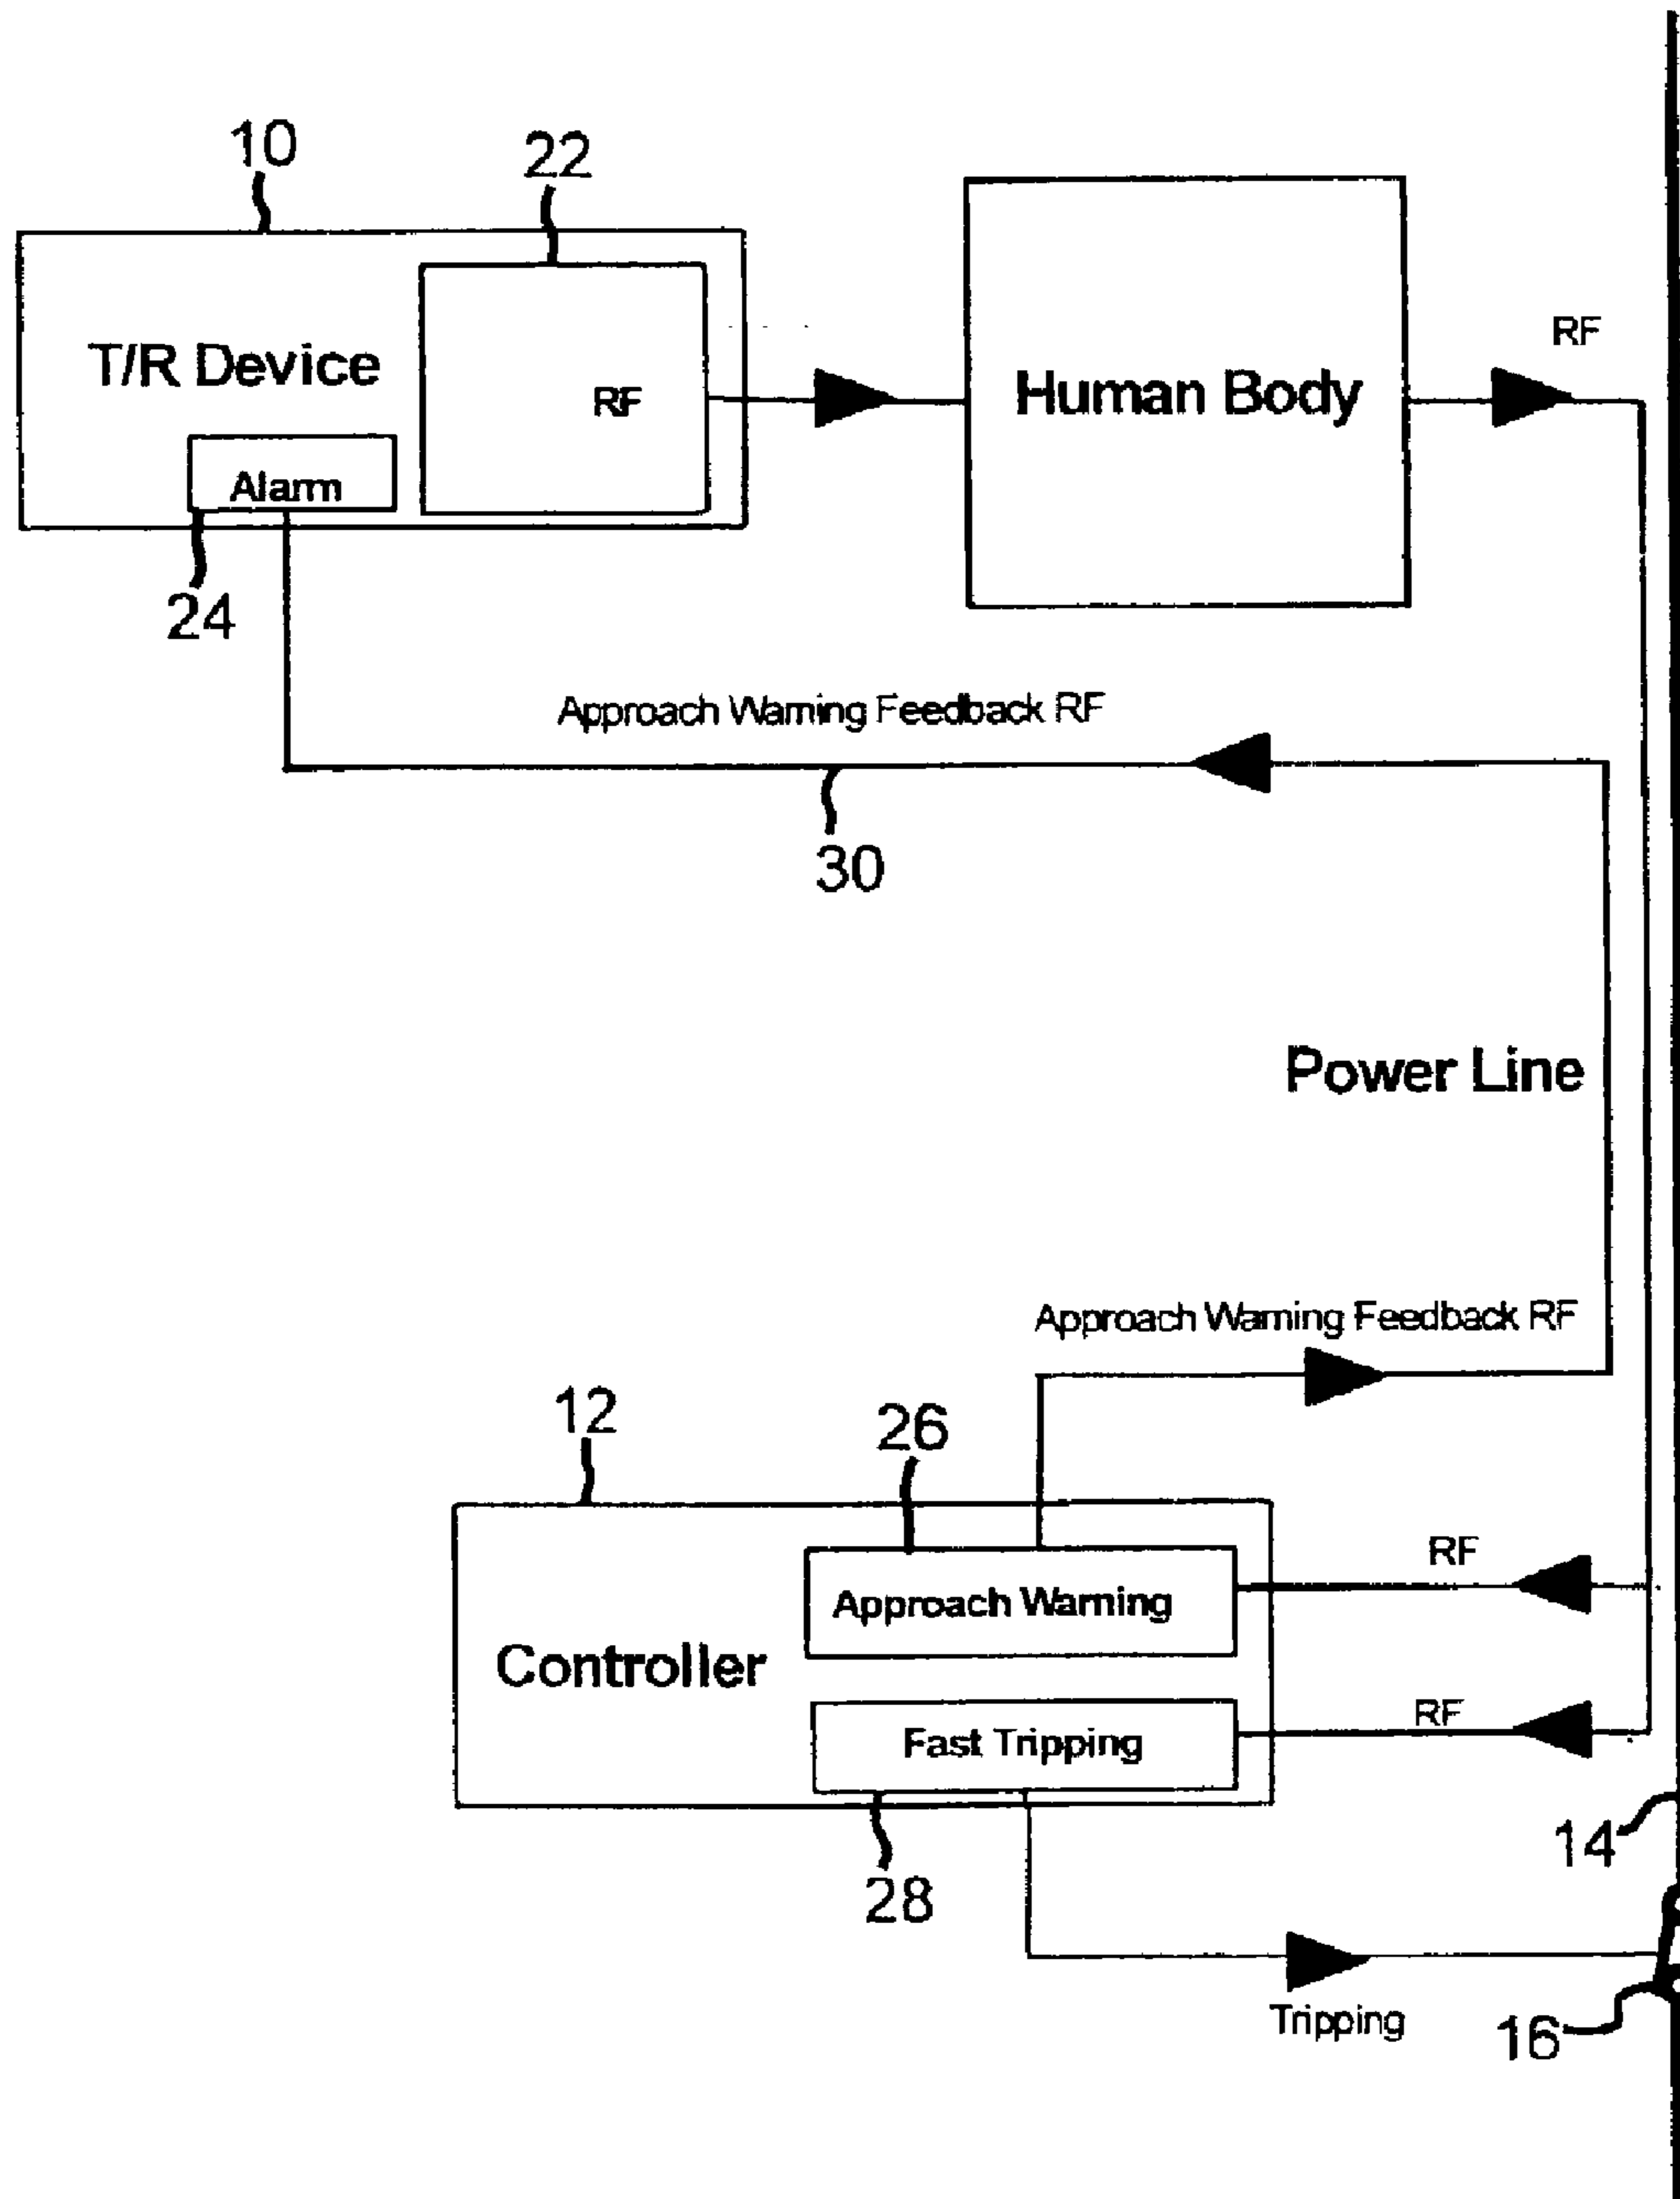 10
22
T/R Device
RF
Alarm
24
Human Body
RF
Approach Warning Feedback RF
30
Power Line
Approach Warning Feedback RF
12
26
Approach Warning
RF
Controller
Fast Tripping
RF
28
14
Tripping
16